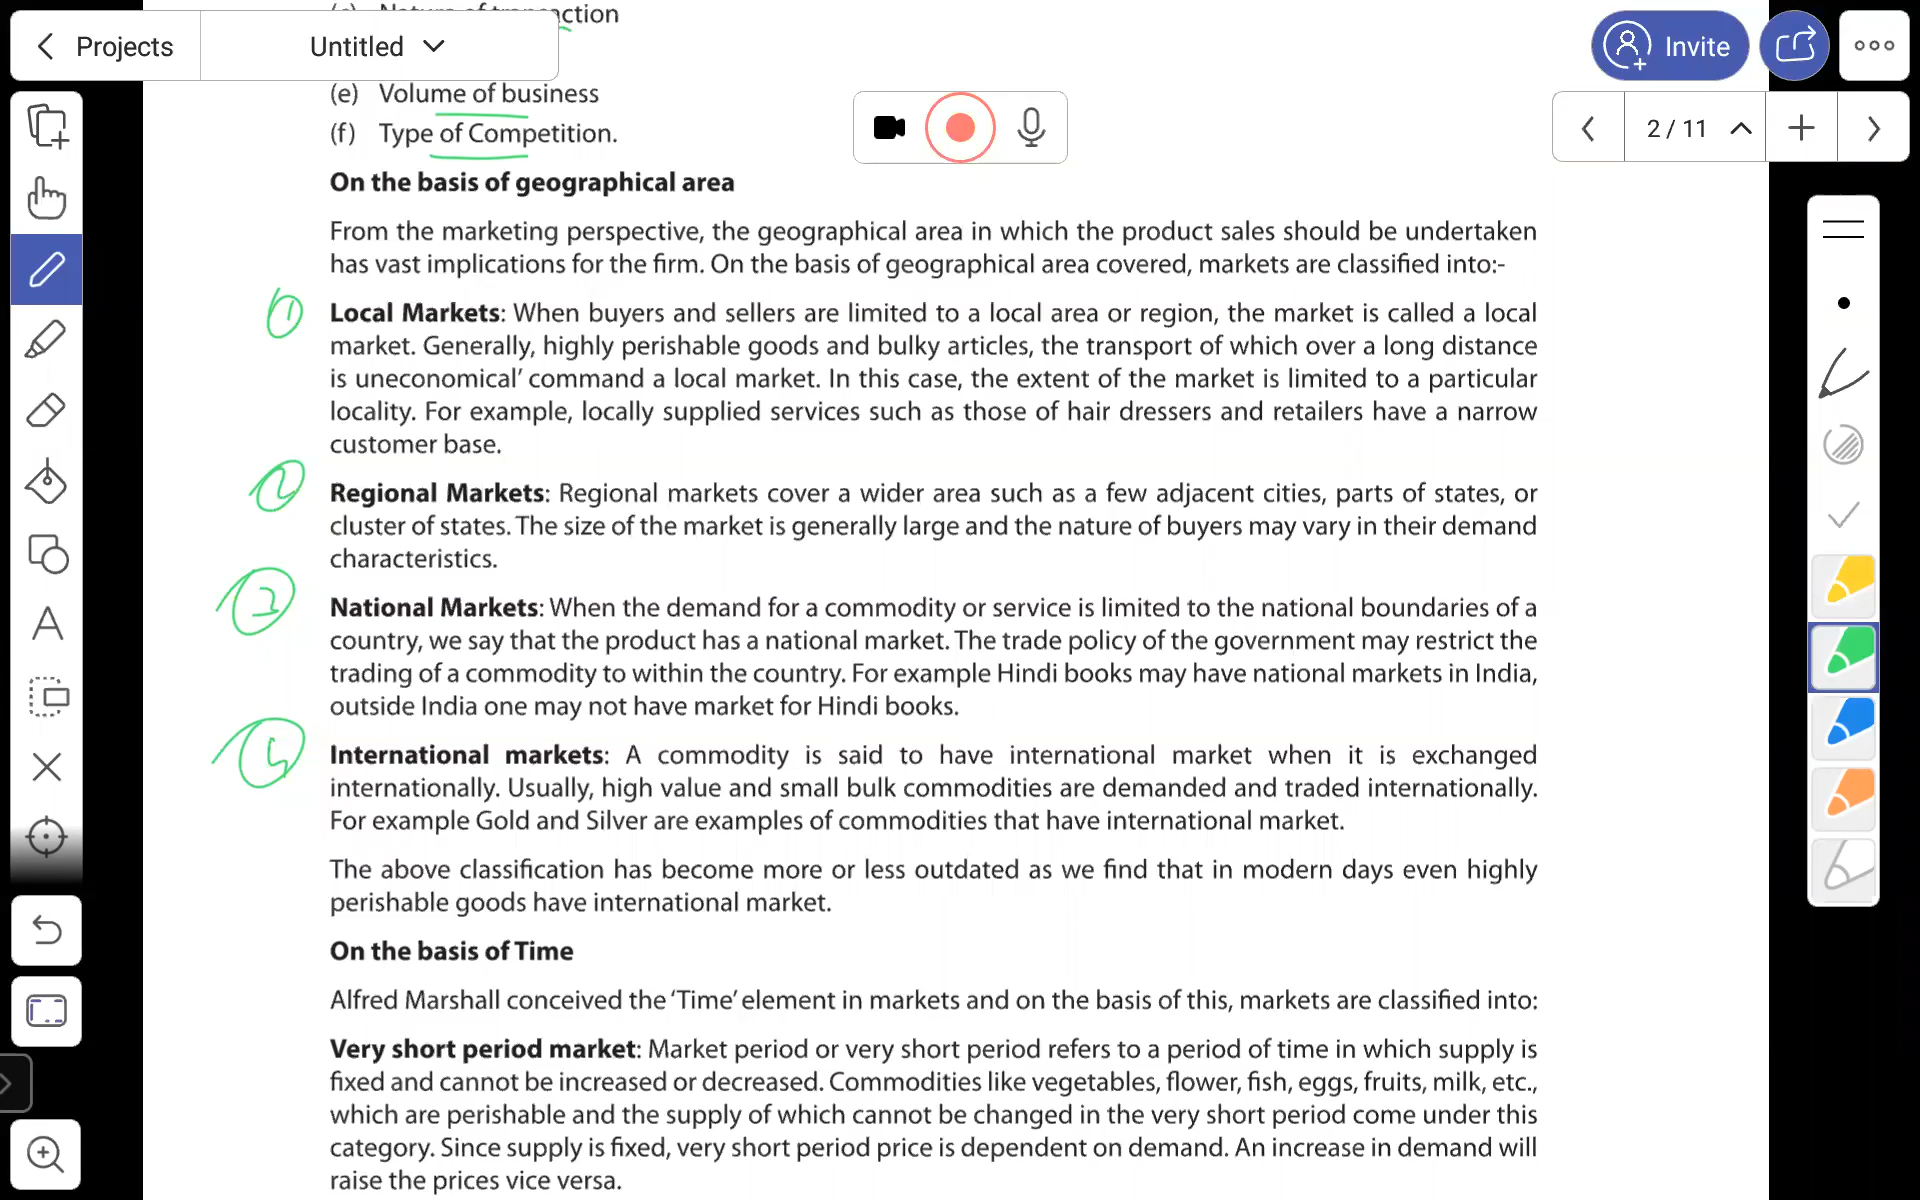 Projects
Untitled
Invite
2 / 11
(e) Volume of business
(f) Type of Competition.
On the basis of geographical area
From the marketing perspective, the geographical area in which the product sales should be undertaken
has vast implications for the firm. On the basis of geographical area covered, markets are classified into:-
1
Local Markets: When buyers and sellers are limited to a local area or region, the market is called a local
market. Generally, highly perishable goods and bulky articles, the transport of which over a long distance
is uneconomical’ command a local market. In this case, the extent of the market is limited to a particular
locality. For example, locally supplied services such as those of hair dressers and retailers have a narrow
customer base.
2
Regional Markets: Regional markets cover a wider area such as a few adjacent cities, parts of states, or
cluster of states. The size of the market is generally large and the nature of buyers may vary in their demand
characteristics.
3
National Markets: When the demand for a commodity or service is limited to the national boundaries of a
country, we say that the product has a national market. The trade policy of the government may restrict the
trading of a commodity to within the country. For example Hindi books may have national markets in India,
outside India one may not have market for Hindi books.
4
International markets: A commodity is said to have international market when it is exchanged
internationally. Usually, high value and small bulk commodities are demanded and traded internationally.
For example Gold and Silver are examples of commodities that have international market.
The above classification has become more or less outdated as we find that in modern days even highly
perishable goods have international market.
On the basis of Time
Alfred Marshall conceived the ‘Time’ element in markets and on the basis of this, markets are classified into:
Very short period market: Market period or very short period refers to a period of time in which supply is
fixed and cannot be increased or decreased. Commodities like vegetables, flower, fish, eggs, fruits, milk, etc.,
which are perishable and the supply of which cannot be changed in the very short period come under this
category. Since supply is fixed, very short period price is dependent on demand. An increase in demand will
raise the prices vice versa.